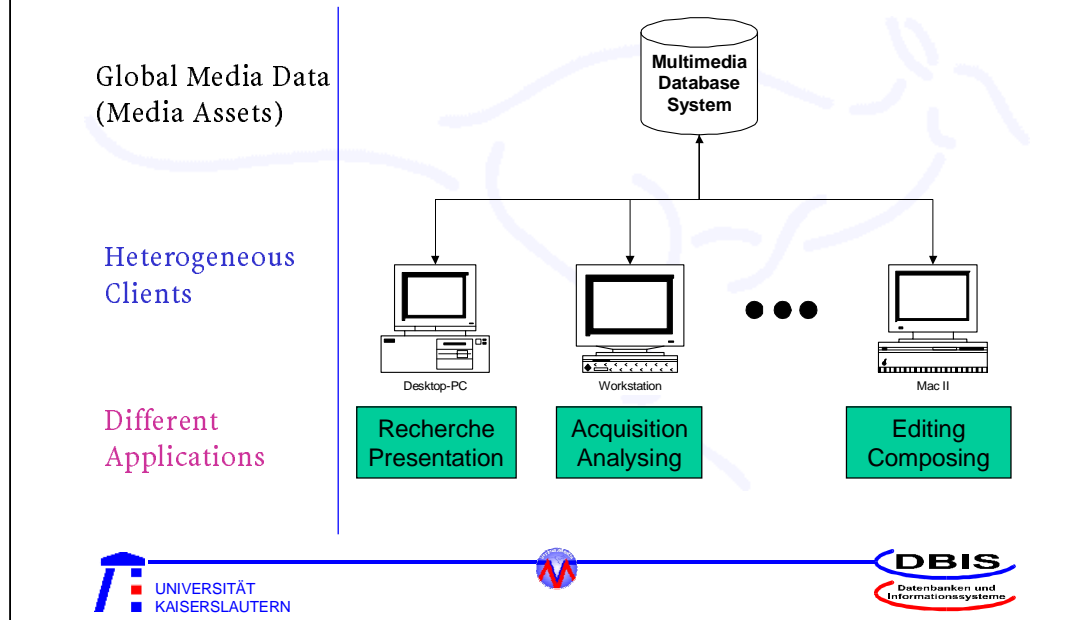 Global Media Data
(Media Assets)
Multimedia
Database
System
Heterogeneous
Clients
Desktop-PC
Workstation
Mac II
Different
Applications
Recherche
Presentation
Acquisition
Analysing
Editing
Composing
UNIVERSITÄT
KAISERSLAUTERN
DBIS
Datenbanken und
Informationssysteme